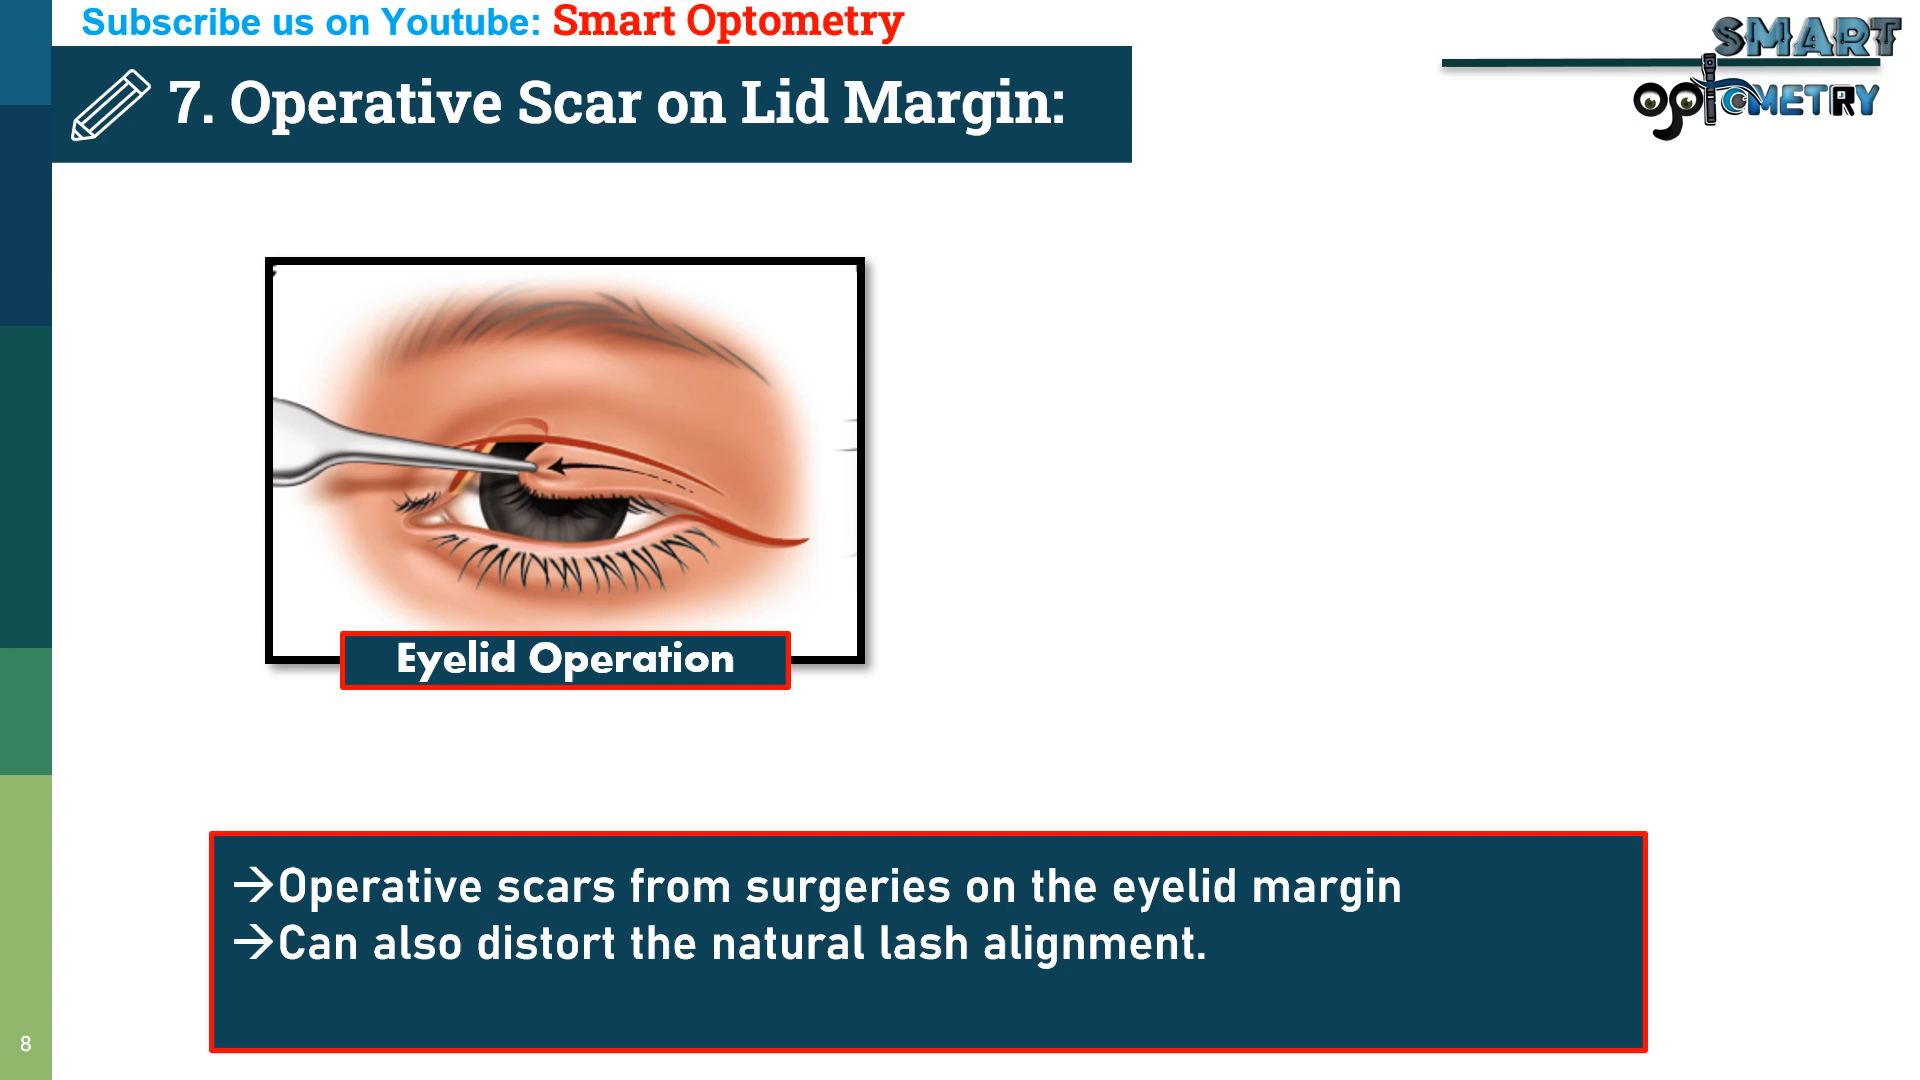 Subscribe us on Youtube: Smart Optometry
SMART
OPTOMETRY
7. Operative Scar on Lid Margin:
Eyelid Operation
→Operative scars from surgeries on the eyelid margin
→Can also distort the natural lash alignment.
8